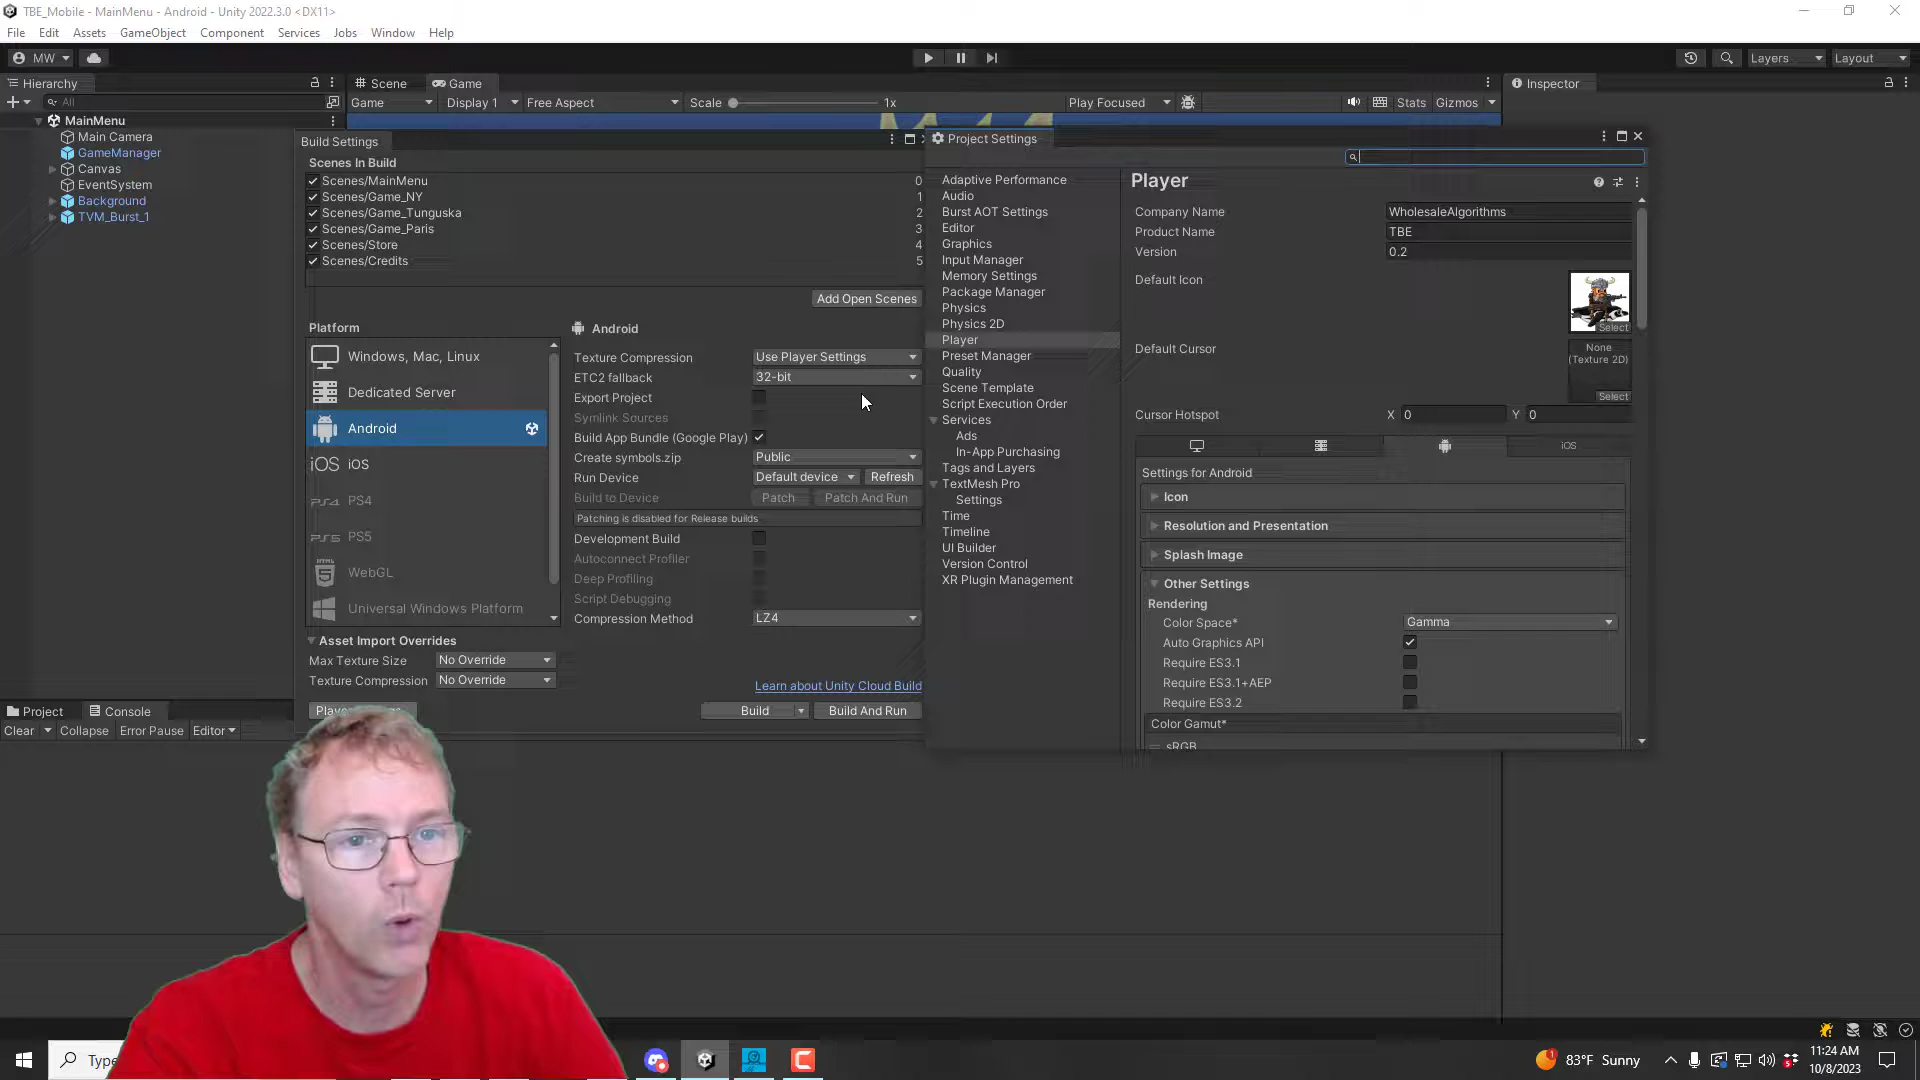 TBE_Mobile - MainMenu - Android - Unity 2022.3.0 <DX11>
File Edit Assets GameObject Component Services Jobs Window Help
MW
Layers Layout
Hierarchy
Scene Game
Inspector
All
Game Display 1 Free Aspect Scale 1x Play Focused Stats Gizmos
MainMenu
Main Camera
GameManager
Canvas
EventSystem
Background
TVM_Burst_1
Build Settings
Scenes In Build
Scenes/MainMenu 0
Scenes/Game_NY 1
Scenes/Game_Tunguska 2
Scenes/Game_Paris 3
Scenes/Store 4
Scenes/Credits 5
Add Open Scenes
Platform
Windows, Mac, Linux
Dedicated Server
Android
iOS iOS
PS4 PS4
PS5 PS5
WebGL
Universal Windows Platform
Android
Texture Compression Use Player Settings
ETC2 fallback 32-bit
Export Project
Symlink Sources
Build App Bundle (Google Play)
Create symbols.zip Public
Run Device Default device Refresh
Build to Device Patch Patch And Run
Patching is disabled for Release builds
Development Build
Autoconnect Profiler
Deep Profiling
Script Debugging
Compression Method LZ4
Asset Import Overrides
Max Texture Size No Override
Texture Compression No Override
Learn about Unity Cloud Build
Build Build And Run
Project Settings
Adaptive Performance
Audio
Burst AOT Settings
Editor
Graphics
Input Manager
Memory Settings
Package Manager
Physics
Physics 2D
Player
Preset Manager
Quality
Scene Template
Script Execution Order
Services
Ads
In-App Purchasing
Tags and Layers
TextMesh Pro
Settings
Time
Timeline
UI Builder
Version Control
XR Plugin Management
Player
Company Name WholesaleAlgorithms
Product Name TBE
Version 0.2
Default Icon
Select
Default Cursor
None
(Texture 2D)
Select
Cursor Hotspot X 0 Y 0
iOS
Settings for Android
Icon
Resolution and Presentation
Splash Image
Other Settings
Rendering
Color Space* Gamma
Auto Graphics API
Require ES3.1
Require ES3.1+AEP
Require ES3.2
Color Gamut*
sRGB
Project Console
Clear Collapse Error Pause Editor
Type
83°F Sunny
11:24 AM
10/8/2023